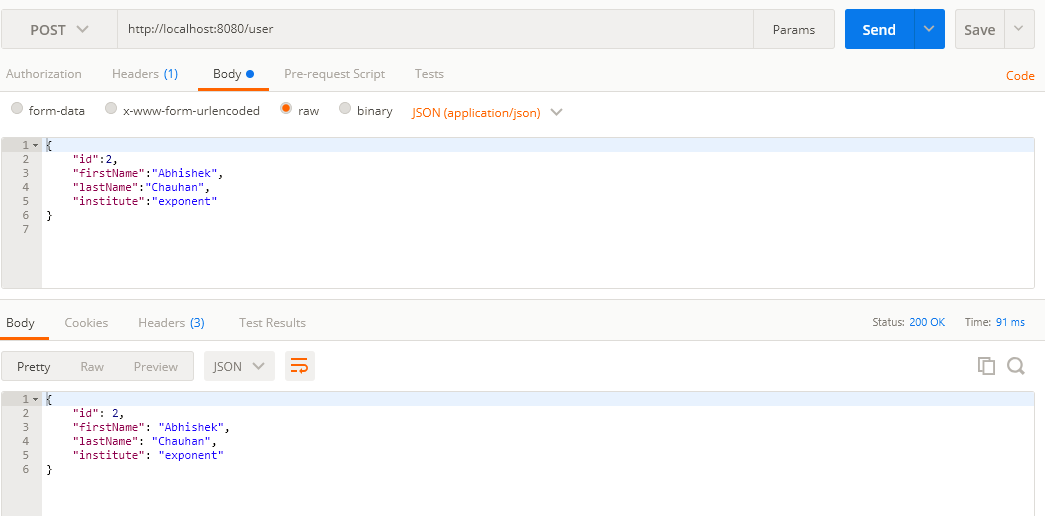 POST http://localhost:8080/user Params Send Save
Authorization Headers (1) Body Pre-request Script Tests Code
form-data x-www-form-urlencoded raw binary JSON (application/json)
1 {
2 "id":2,
3 "firstName":"Abhishek",
4 "lastName":"Chauhan",
5 "institute":"exponent"
6 }
7
Body Cookies Headers (3) Test Results Status: 200 OK Time: 91 ms
Pretty Raw Preview JSON
1 {
2 "id": 2,
3 "firstName": "Abhishek",
4 "lastName": "Chauhan",
5 "institute": "exponent"
6 }